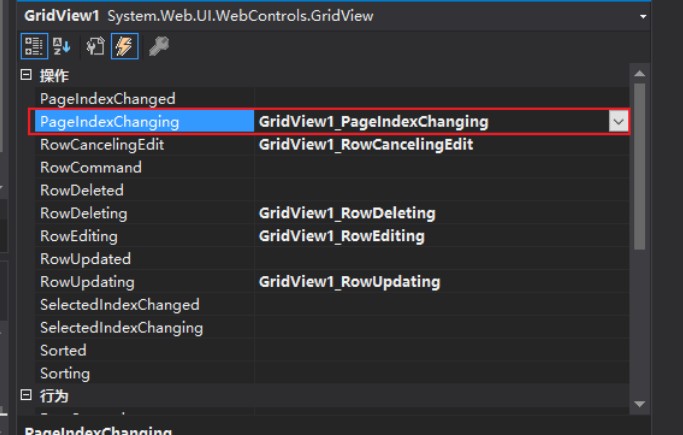 GridView1 System.Web.UI.WebControls.GridView
操作
PageIndexChanged
PageIndexChanging GridView1_PageIndexChanging
RowCancelingEdit GridView1_RowCancelingEdit
RowCommand
RowDeleted
RowDeleting GridView1_RowDeleting
RowEditing GridView1_RowEditing
RowUpdated
RowUpdating GridView1_RowUpdating
SelectedIndexChanged
SelectedIndexChanging
Sorted
Sorting
行为
PageIndexChanging